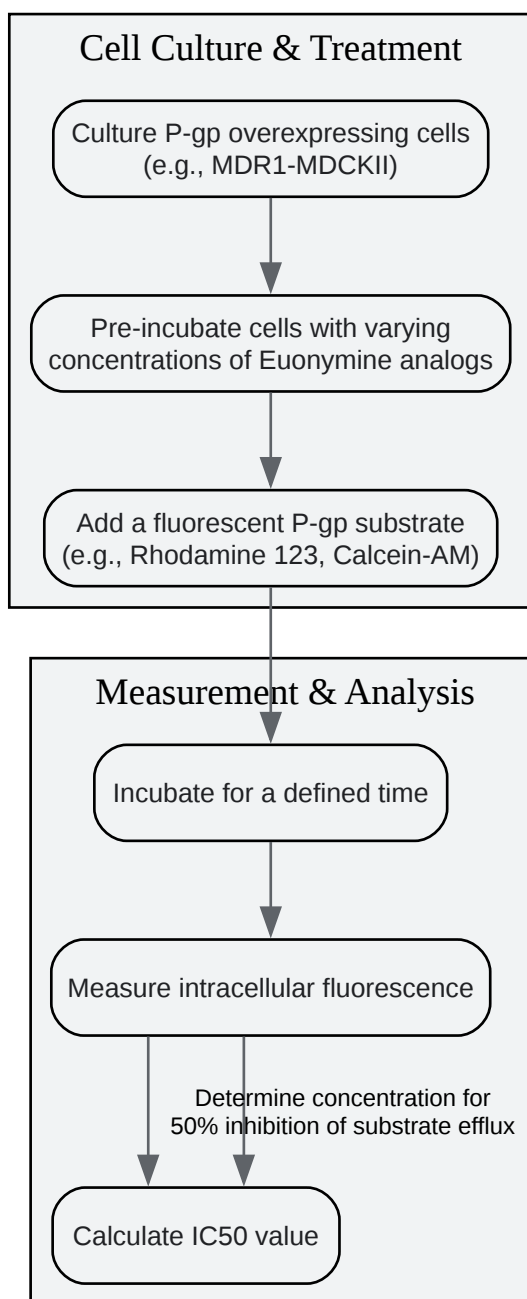 Cell Culture & Treatment
Culture P-gp overexpressing cells
(e.g., MDR1-MDCKII)
Pre-incubate cells with varying
concentrations of Euonymine analogs
Add a fluorescent P-gp substrate
(e.g., Rhodamine 123, Calcein-AM)
Measurement & Analysis
Incubate for a defined time
Measure intracellular fluorescence
Determine concentration for
50% inhibition of substrate efflux
Calculate IC50 value